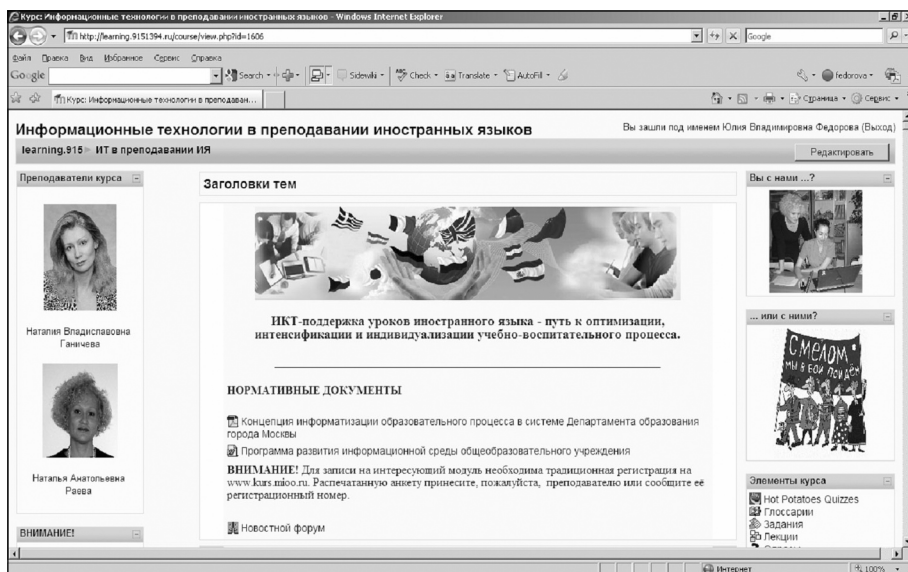 Курс: Информационные технологии в преподавании иностранных языков - Windows Internet Explorer
http://learning.9151394.ru/course/view.php?id=1606
Google
Файл Правка Вид Избранное Сервис Справка
Google Search Sidewiki Check Translate AutoFill fedorova
Курс: Информационные технологии в преподаван... Страница Сервис
Информационные технологии в преподавании иностранных языков
Вы зашли под именем Юлия Владимировна Федорова (Выход)
learning.915 ► ИТ в преподавании ИЯ
Редактировать
Преподаватели курса
Наталия Владиславовна
Ганичева
Наталья Анатольевна
Раева
ВНИМАНИЕ!
Заголовки тем
ИКТ-поддержка уроков иностранного языка - путь к оптимизации,
интенсификации и индивидуализации учебно-воспитательного процесса.
НОРМАТИВНЫЕ ДОКУМЕНТЫ
Концепция информатизации образовательного процесса в системе Департамента образования
города Москвы
Программа развития информационной среды общеобразовательного учреждения
ВНИМАНИЕ! Для записи на интересующий модуль необходима традиционная регистрация на
www.kurs.mioo.ru. Распечатанную анкету принесите, пожалуйста, преподавателю или сообщите её
регистрационный номер.
Новостной форум
Вы с нами ...?
... или с ними?
СМЕЛОМ
МЫ В БОЙ ПОЙДЁМ
Элементы курса
Hot Potatoes Quizzes
Глоссарии
Задания
Лекции
Интернет
100%